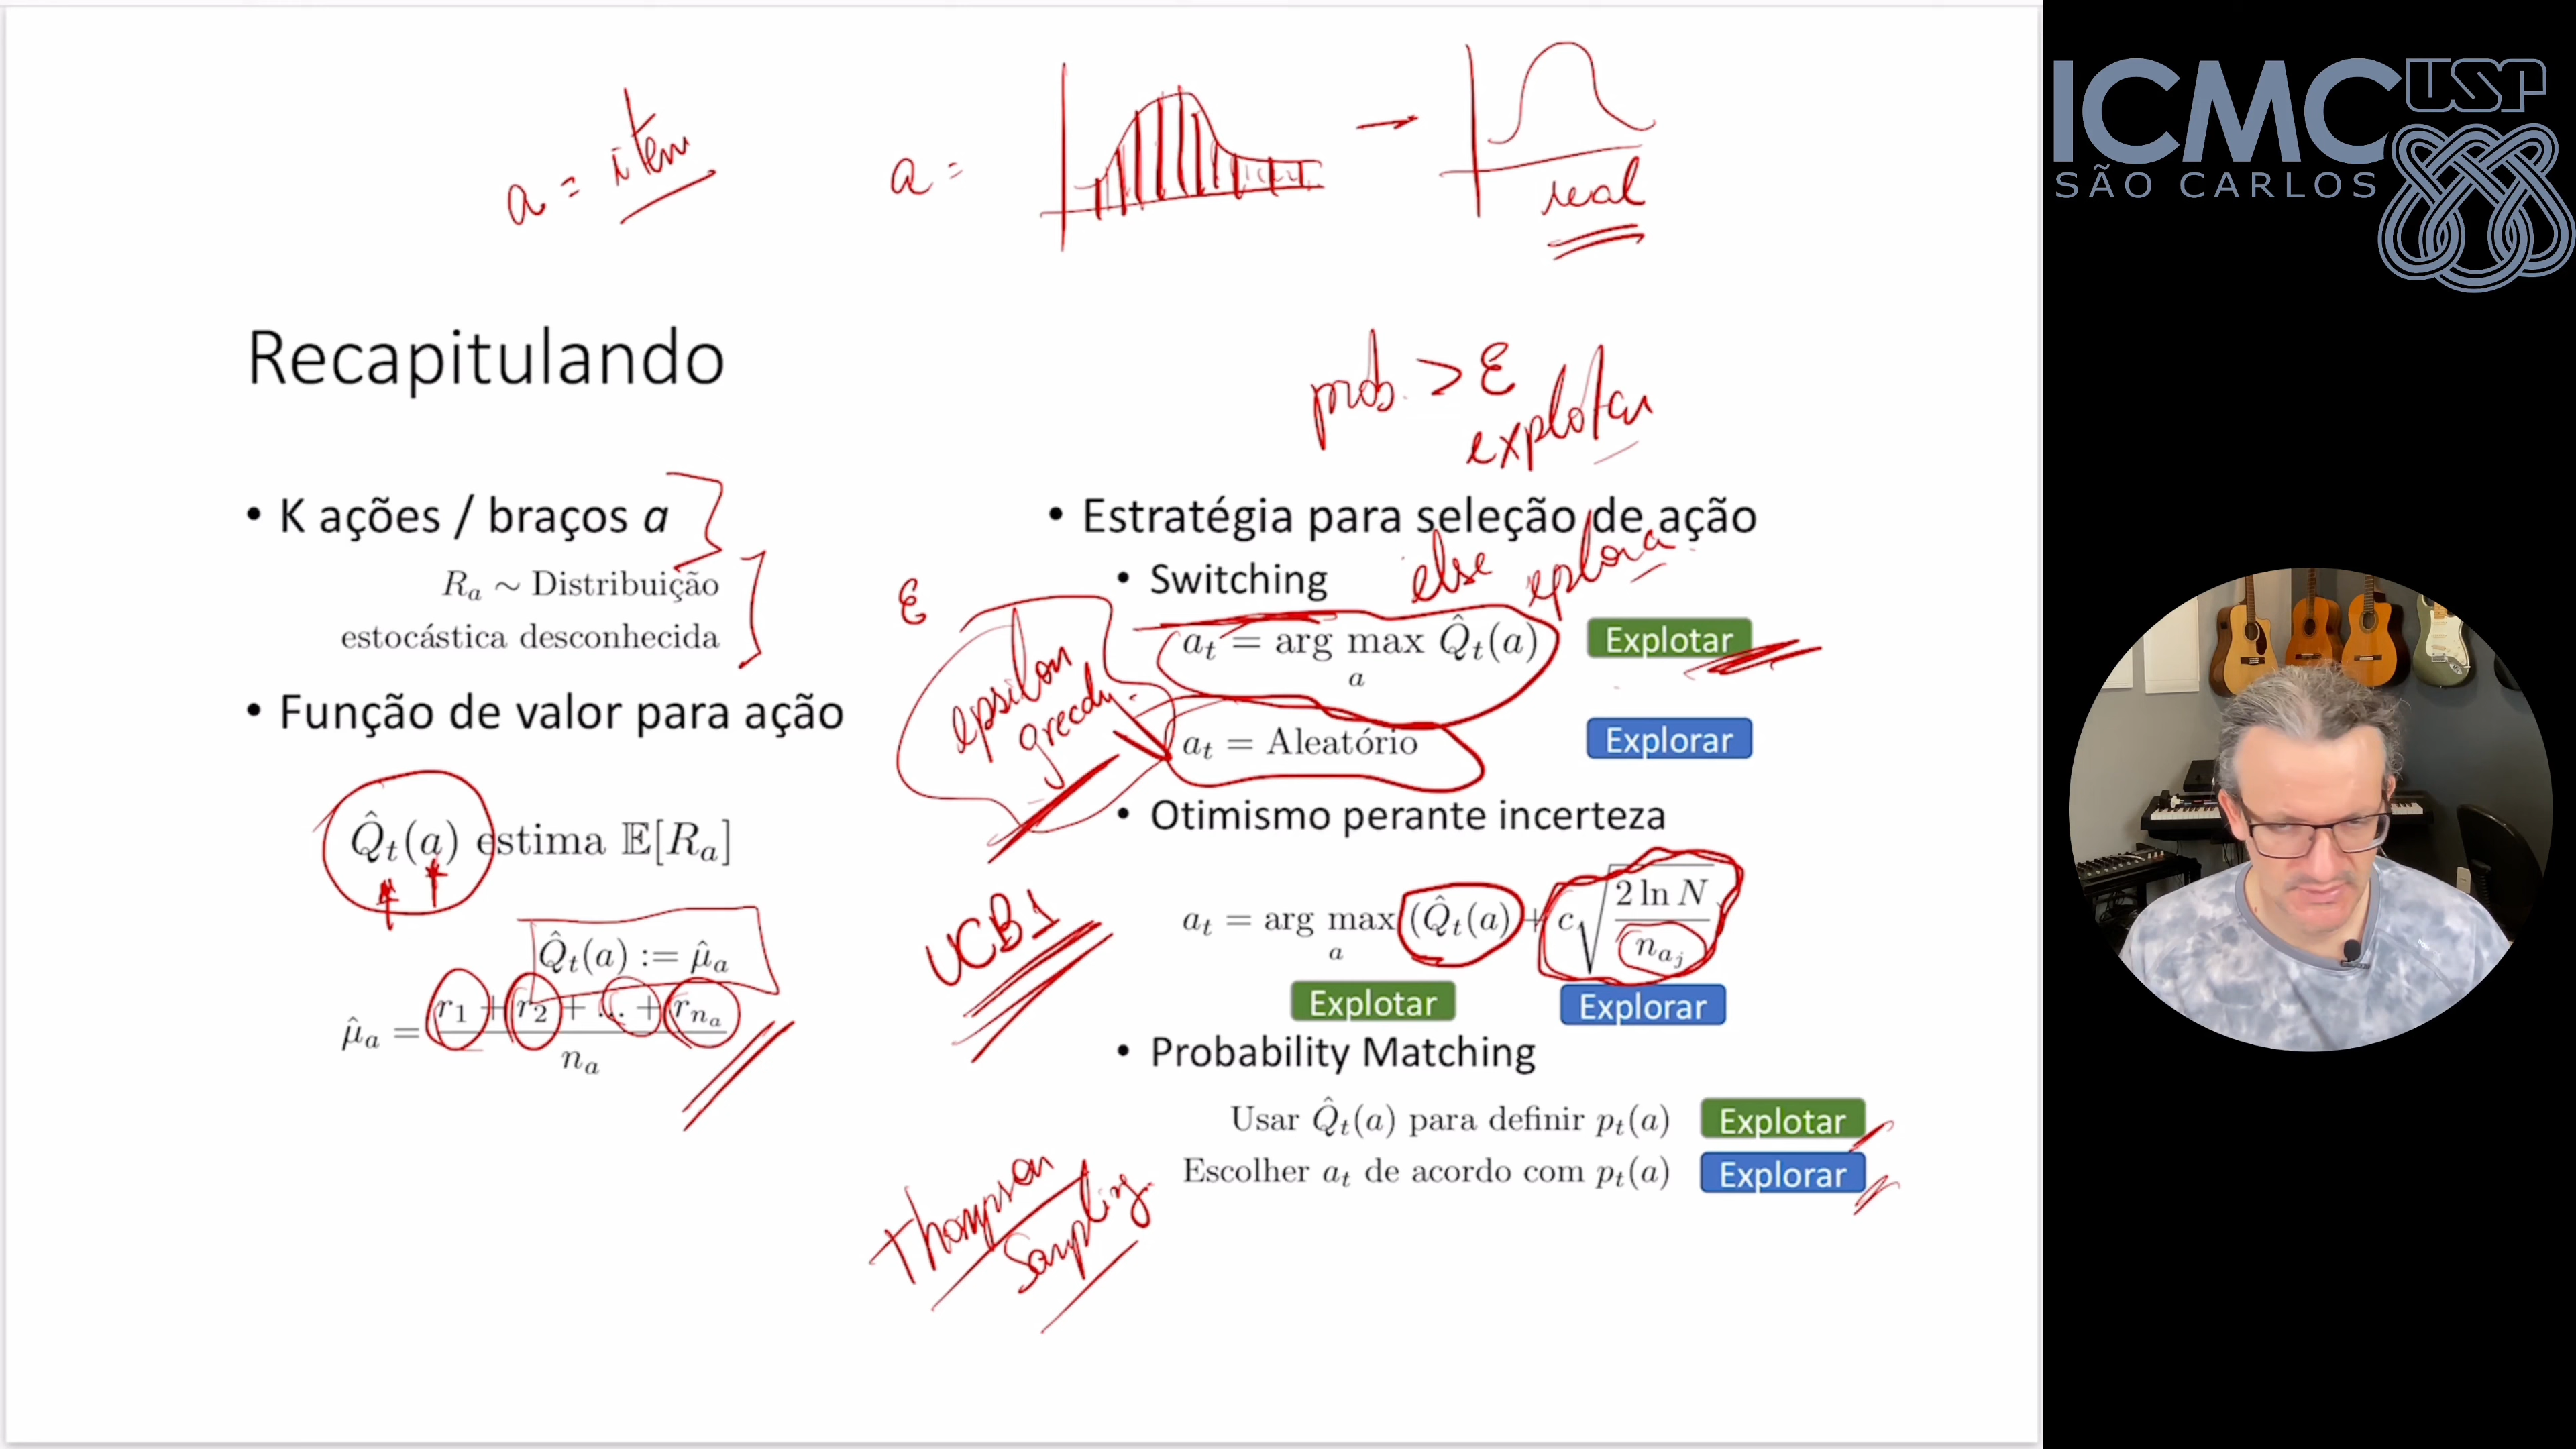 a = item
a =
real
Recapitulando
prob. > ε
explotar
• K ações / braços a
R_a ∼ Distribuição
estocástica desconhecida
• Função de valor para ação
Q̂_t(a) estima 𝔼[R_a]
Q̂_t(a) := μ̂_a
μ̂_a = (r_1 + r_2 + ... + r_{n_a}) / n_a
• Estratégia para seleção de ação
• Switching
else explora
ε
epsilon
greedy
a_t = arg max_a Q̂_t(a) Explotar
a_t = Aleatório Explorar
• Otimismo perante incerteza
UCB1
a_t = arg max_a (Q̂_t(a) + c√(2 ln N / n_{a_j})
Explotar Explorar
• Probability Matching
Usar Q̂_t(a) para definir p_t(a) Explotar
Escolher a_t de acordo com p_t(a) Explorar
Thompson
Sampling
ICMC USP
SÃO CARLOS